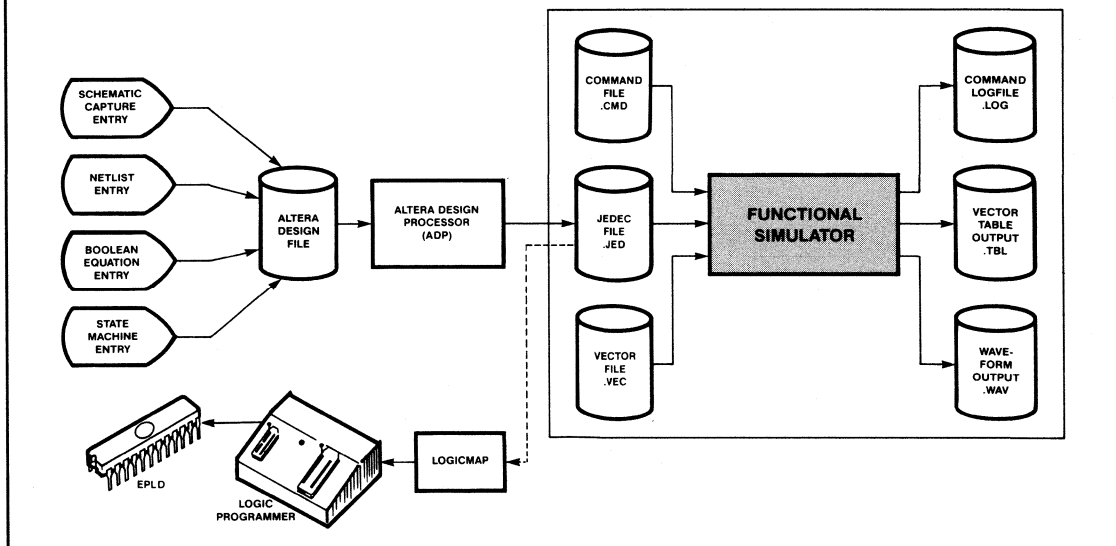 SCHEMATIC
CAPTURE
ENTRY
NETLIST
ENTRY
BOOLEAN
EQUATION
ENTRY
STATE
MACHINE
ENTRY
ALTERA
DESIGN
FILE
ALTERA DESIGN
PROCESSOR
(ADP)
COMMAND
FILE
.CMD
JEDEC
FILE
.JED
VECTOR
FILE
.VEC
FUNCTIONAL
SIMULATOR
COMMAND
LOGFILE
.LOG
VECTOR
TABLE
OUTPUT
.TBL
WAVE-
FORM
OUTPUT
.WAV
EPLD
LOGIC
PROGRAMMER
LOGICMAP